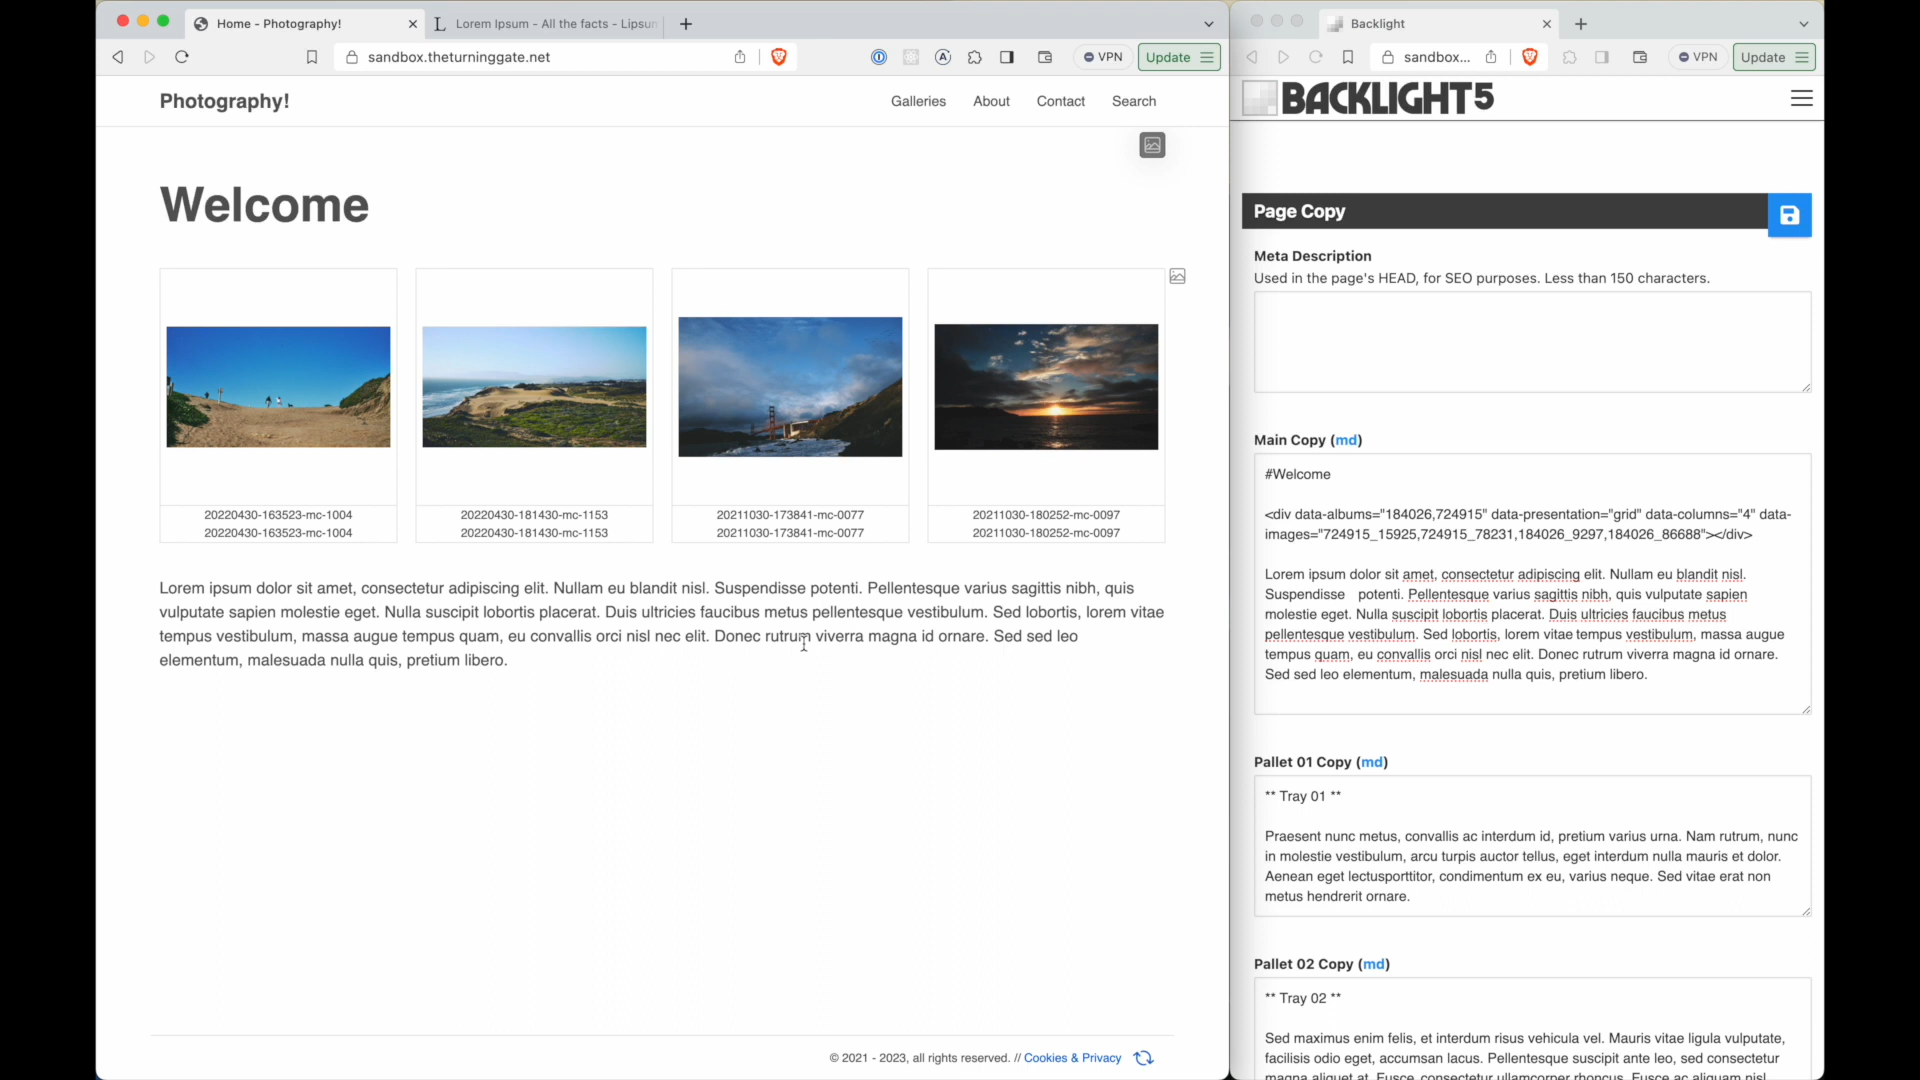 Home - Photography!
Lorem Ipsum - All the facts - Lipsum
sandbox.theturninggate.net
VPN
Update
Photography!
Galleries
About
Contact
Search
Welcome
20220430-163523-mc-1004
20220430-163523-mc-1004
20220430-181430-mc-1153
20220430-181430-mc-1153
20211030-173841-mc-0077
20211030-173841-mc-0077
20211030-180252-mc-0097
20211030-180252-mc-0097
Lorem ipsum dolor sit amet, consectetur adipiscing elit. Nullam eu blandit nisl. Suspendisse potenti. Pellentesque varius sagittis nibh, quis
vulputate sapien molestie eget. Nulla suscipit lobortis placerat. Duis ultricies faucibus metus pellentesque vestibulum. Sed lobortis, lorem vitae
tempus vestibulum, massa augue tempus quam, eu convallis orci nisl nec elit. Donec rutrum viverra magna id ornare. Sed sed leo
elementum, malesuada nulla quis, pretium libero.
© 2021 - 2023, all rights reserved. // Cookies & Privacy
Backlight
sandbox...
VPN
Update
BACKLIGHT 5
Page Copy
Meta Description
Used in the page's HEAD, for SEO purposes. Less than 150 characters.
Main Copy (md)
#Welcome
<div data-albums="184026,724915" data-presentation="grid" data-columns="4" data-
images="724915_15925,724915_78231,184026_9297,184026_86688"></div>
Lorem ipsum dolor sit amet, consectetur adipiscing elit. Nullam eu blandit nisl.
Suspendisse potenti. Pellentesque varius sagittis nibh, quis vulputate sapien
molestie eget. Nulla suscipit lobortis placerat. Duis ultricies faucibus metus
pellentesque vestibulum. Sed lobortis, lorem vitae tempus vestibulum, massa augue
tempus quam, eu convallis orci nisl nec elit. Donec rutrum viverra magna id ornare.
Sed sed leo elementum, malesuada nulla quis, pretium libero.
Pallet 01 Copy (md)
** Tray 01 **
Praesent nunc metus, convallis ac interdum id, pretium varius urna. Nam rutrum, nunc
in molestie vestibulum, arcu turpis auctor tellus, eget interdum nulla mauris et dolor.
Aenean eget lectusporttitor, condimentum ex eu, varius neque. Sed vitae erat non
metus hendrerit ornare.
Pallet 02 Copy (md)
** Tray 02 **
Sed maximus enim felis, et interdum risus vehicula vel. Mauris vitae ligula vulputate,
facilisis odio eget, accumsan lacus. Pellentesque suscipit ante leo, sed consectetur
magna aliquet at. Fusce consectetur ullamcorper rhoncus. Fusce ac aliquam nisl.